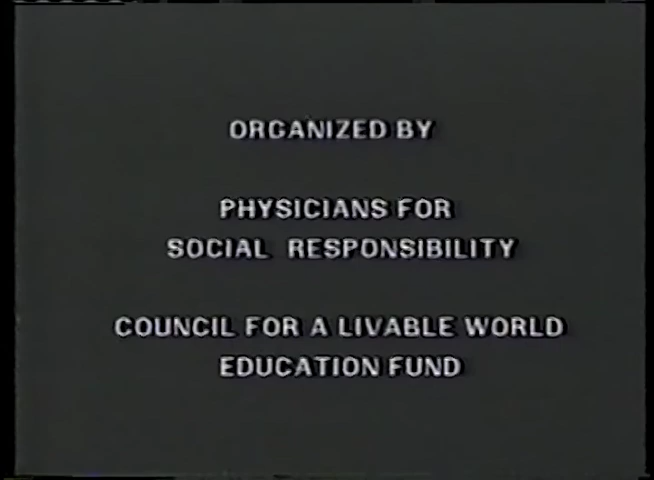 ORGANIZED BY
PHYSICIANS FOR
SOCIAL RESPONSIBILITY
COUNCIL FOR A LIVABLE WORLD
EDUCATION FUND